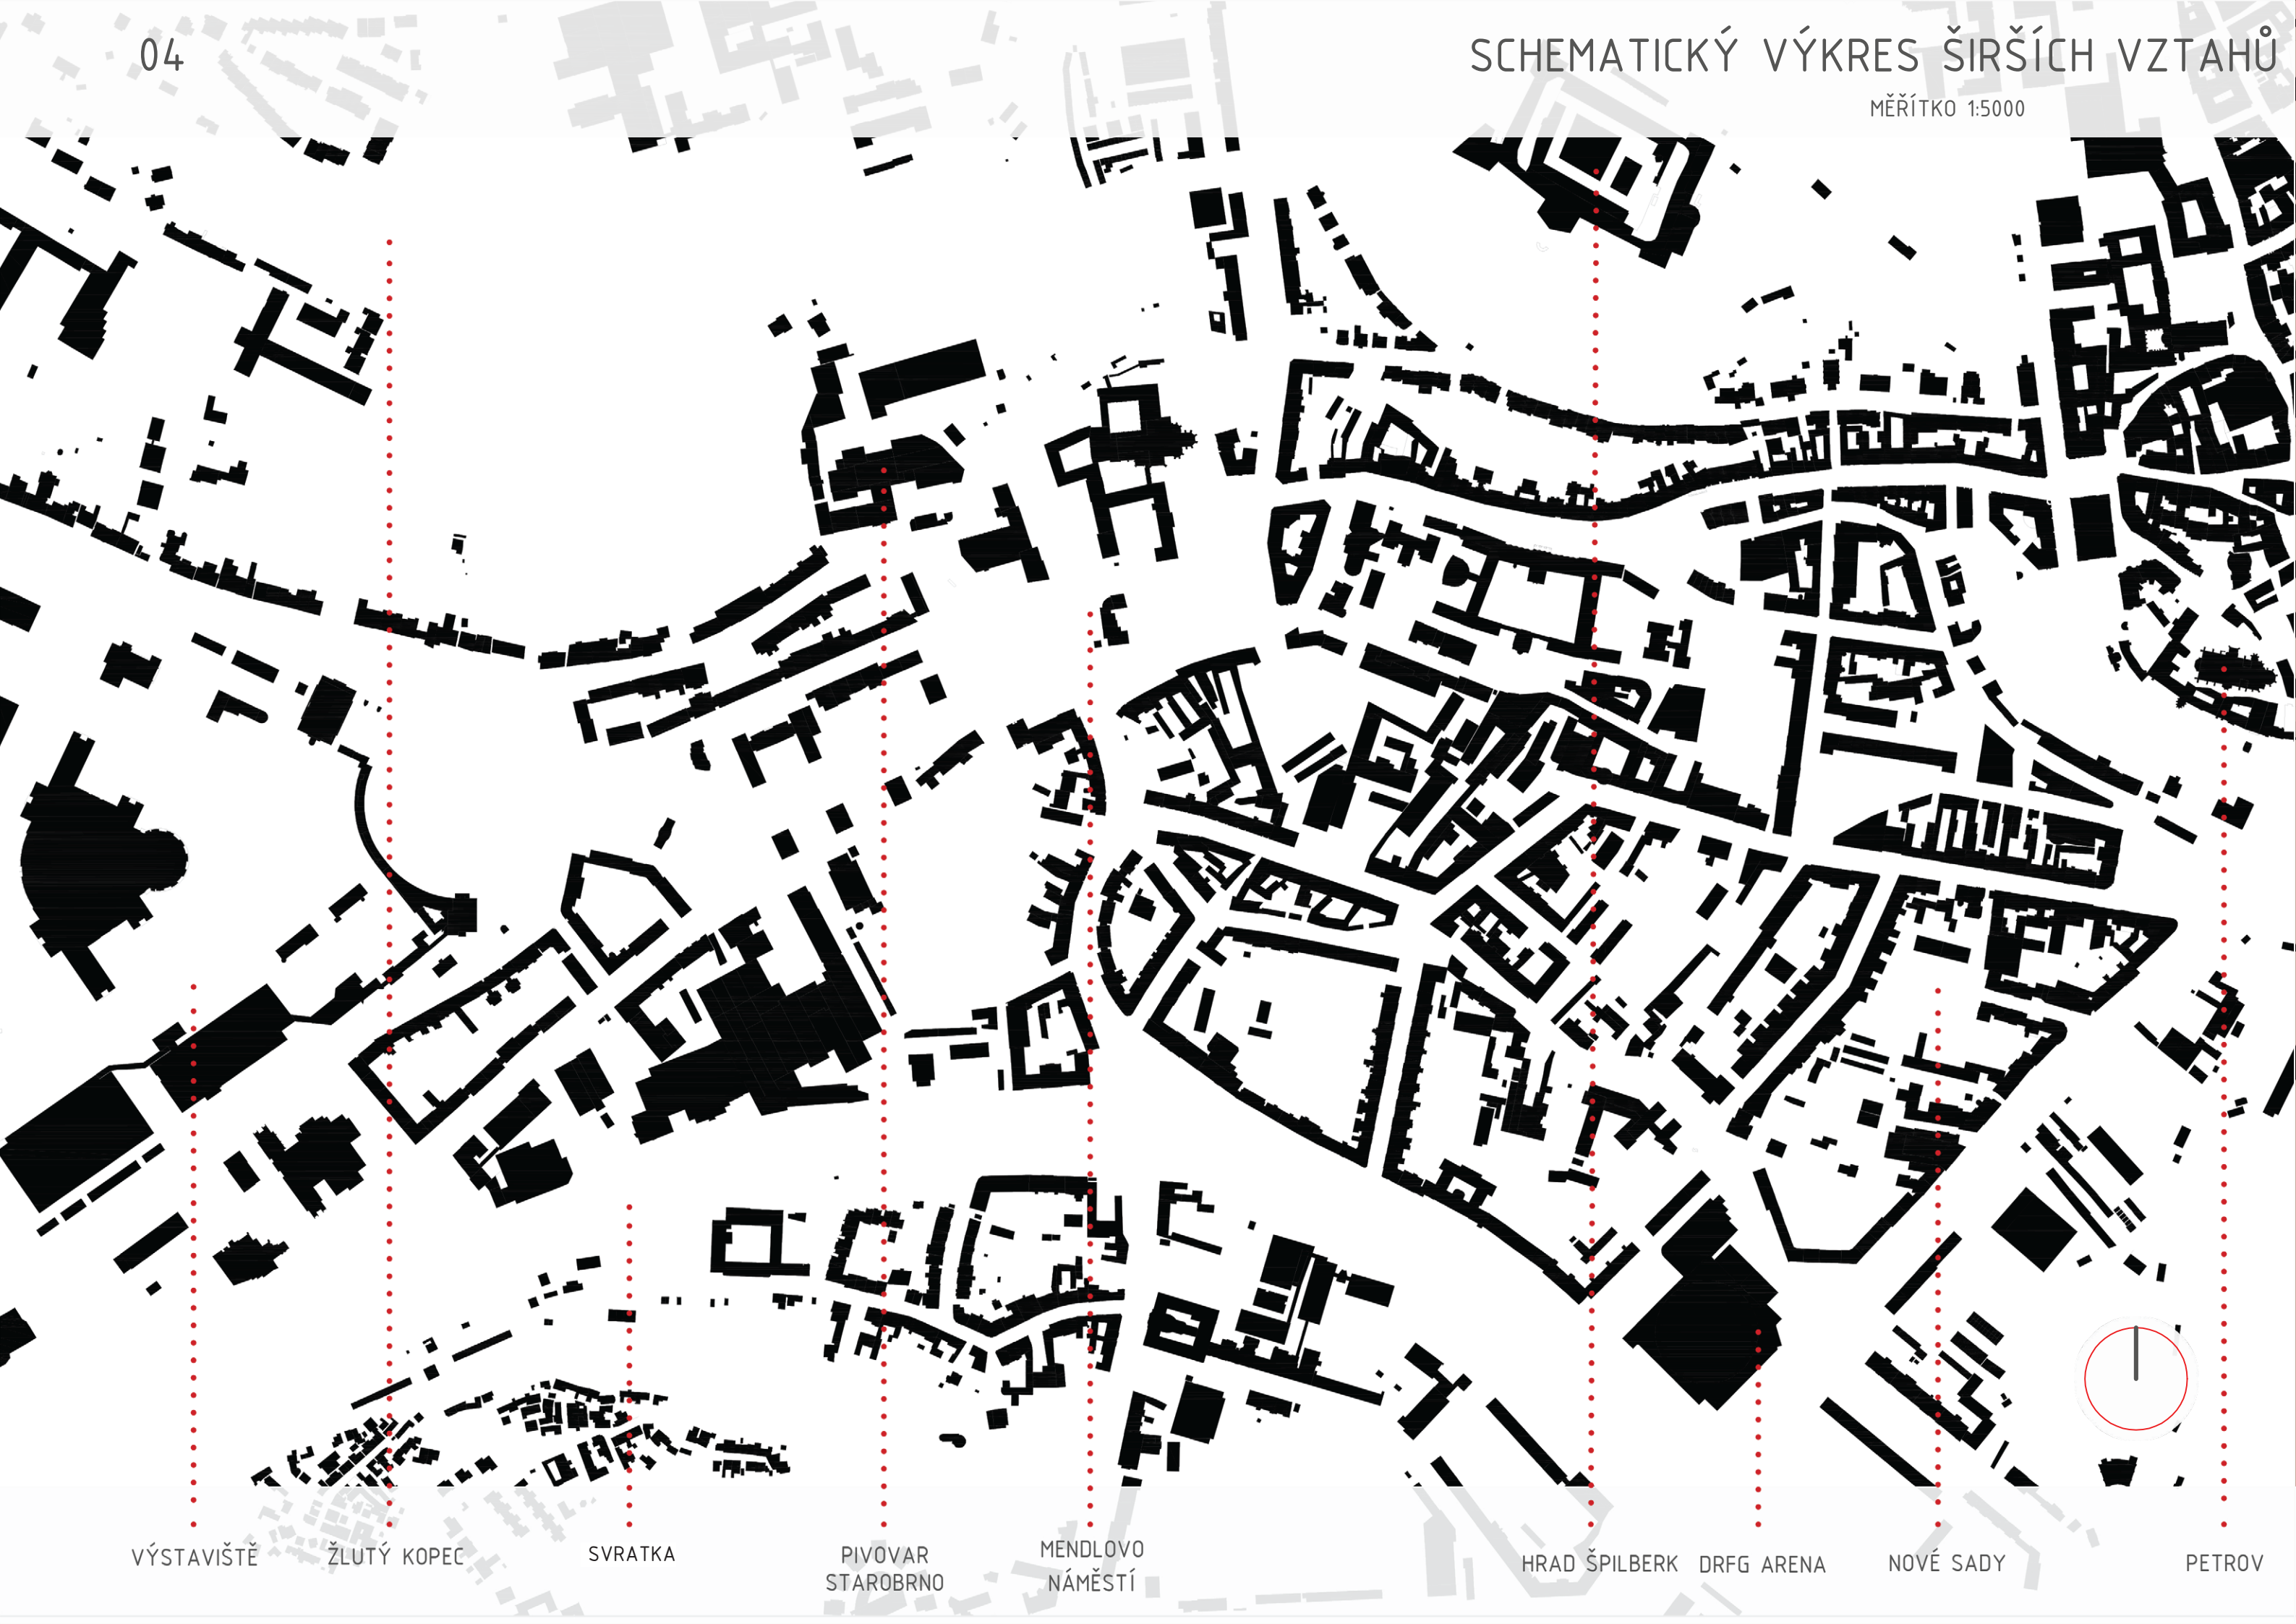 04
SCHEMATICKÝ VÝKRES ŠIRŠÍCH VZTAHŮ
MĚŘÍTKO 1:5000
VÝSTAVIŠTĚ
ŽLUTÝ KOPEC
SVRATKA
PIVOVAR
STAROBRNO
MENDLOVO
NÁMĚSTÍ
HRAD ŠPILBERK
DRFG ARENA
NOVÉ SADY
PETROV